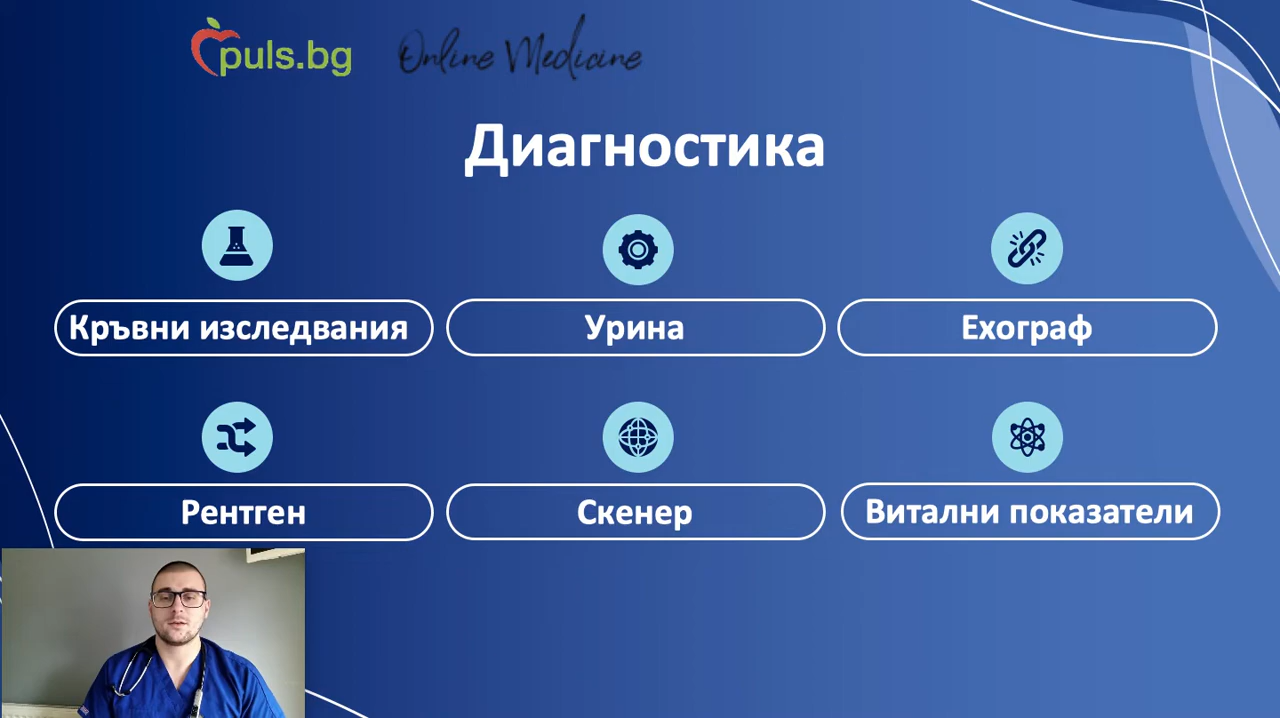 puls.bg Online Medicine
Диагностика
Кръвни изследвания
Урина
Ехограф
Рентген
Скенер
Витални показатели